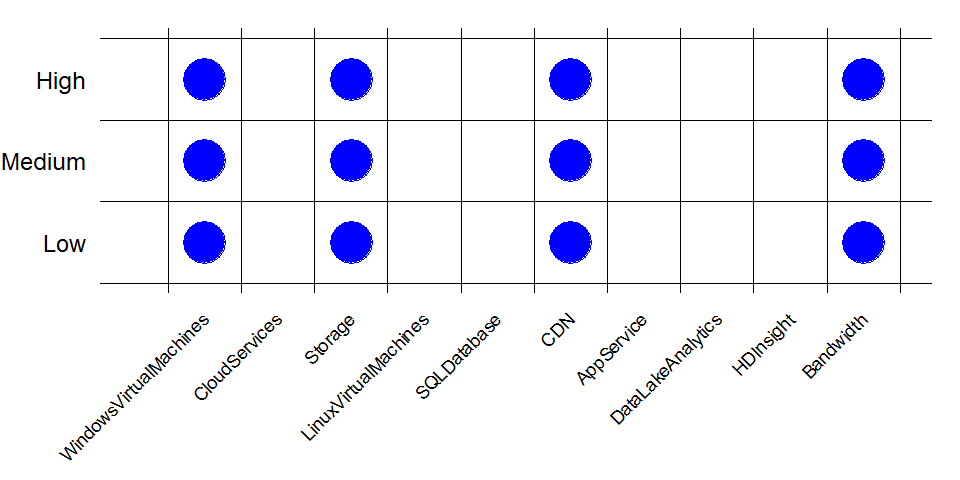 High
Medium
Low
WindowsVirtualMachines
CloudServices
Storage
LinuxVirtualMachines
SQLDatabase
CDN
AppService
DataLakeAnalytics
HDInsight
Bandwidth